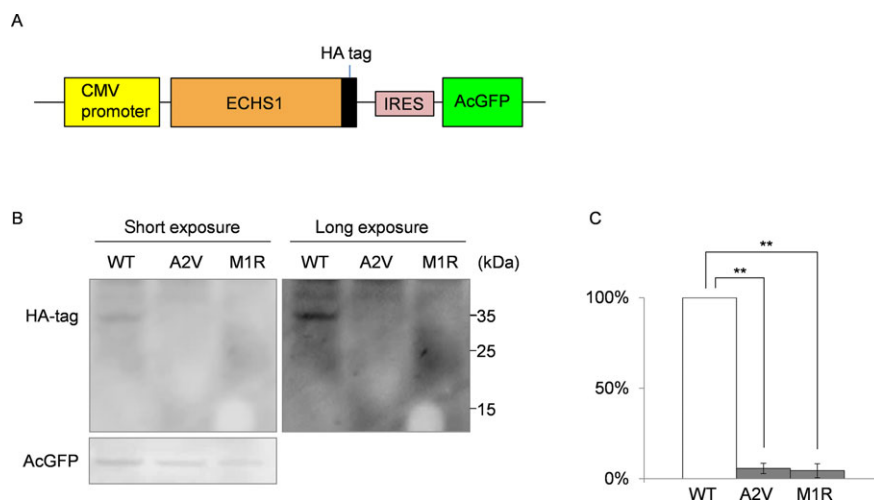 A
HA tag
CMV
promoter
ECHS1
IRES
AcGFP
B
Short exposure
Long exposure
WT
A2V
M1R
WT
A2V
M1R
(kDa)
HA-tag
35
25
15
AcGFP
C
**
**
100%
50%
0%
WT
A2V
M1R